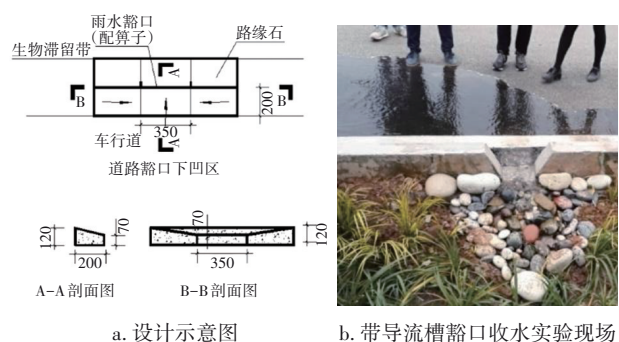 雨水豁口
(配箅子)
路缘石
生物滞留带
A
B
B
200
350
车行道
A
道路豁口下凹区
120
70
200
A-A剖面图
70
350
120
B-B剖面图
a. 设计示意图
b. 带导流槽豁口收水实验现场